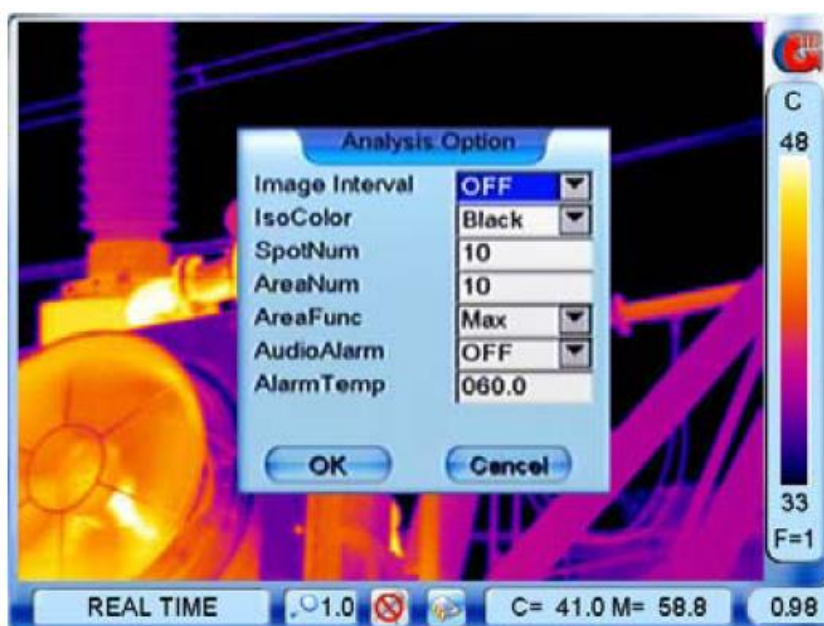 Analysis Option
Image Interval OFF
IsoColor Black
SpotNum 10
AreaNum 10
AreaFunc Max
AudioAlarm OFF
AlarmTemp 060.0
OK Cancel
C
48
33
F=1
REAL TIME 1.0 C= 41.0 M= 58.8 0.98